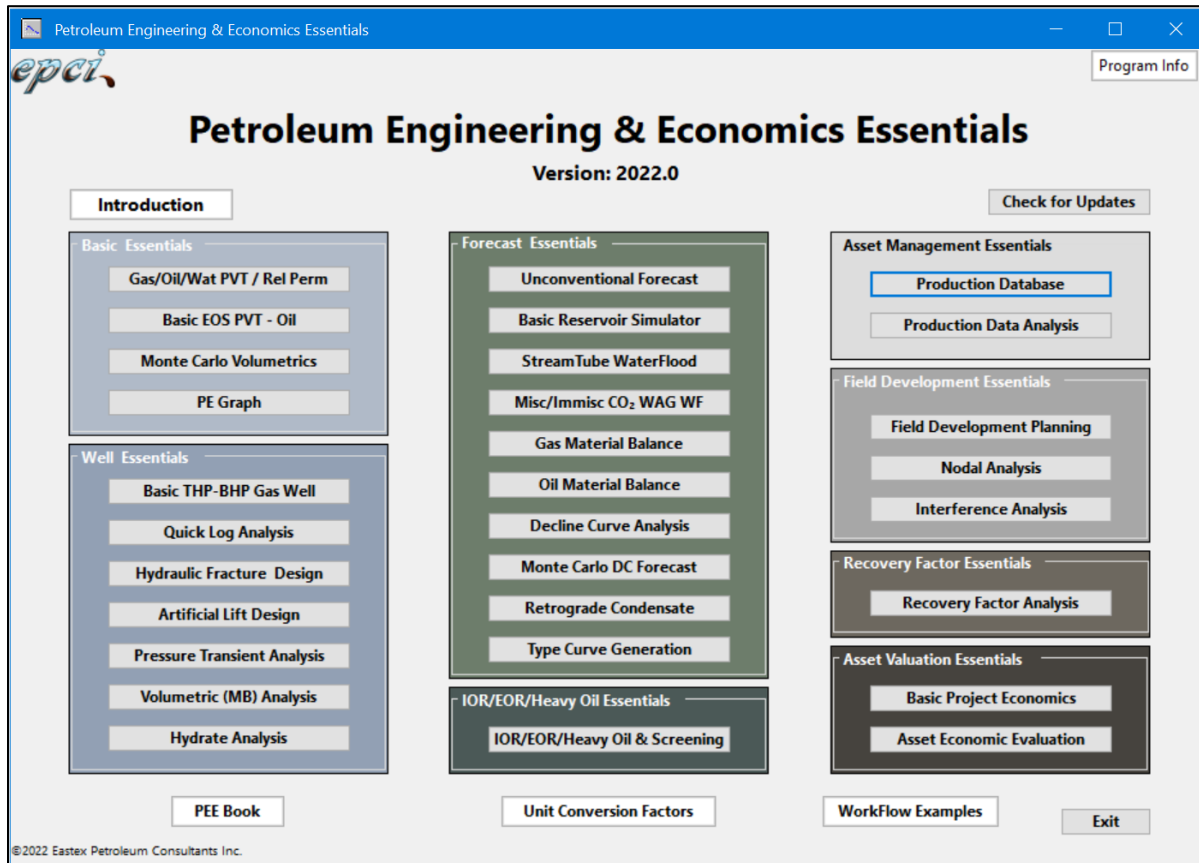 Petroleum Engineering & Economics Essentials
epci
Program Info
Petroleum Engineering & Economics Essentials
Version: 2022.0
Introduction
Check for Updates
Basic Essentials
Gas/Oil/Wat PVT / Rel Perm
Basic EOS PVT - Oil
Monte Carlo Volumetrics
PE Graph
Well Essentials
Basic THP-BHP Gas Well
Quick Log Analysis
Hydraulic Fracture Design
Artificial Lift Design
Pressure Transient Analysis
Volumetric (MB) Analysis
Hydrate Analysis
Forecast Essentials
Unconventional Forecast
Basic Reservoir Simulator
StreamTube WaterFlood
Misc/Immisc CO₂ WAG WF
Gas Material Balance
Oil Material Balance
Decline Curve Analysis
Monte Carlo DC Forecast
Retrograde Condensate
Type Curve Generation
IOR/EOR/Heavy Oil Essentials
IOR/EOR/Heavy Oil & Screening
Asset Management Essentials
Production Database
Production Data Analysis
Field Development Essentials
Field Development Planning
Nodal Analysis
Interference Analysis
Recovery Factor Essentials
Recovery Factor Analysis
Asset Valuation Essentials
Basic Project Economics
Asset Economic Evaluation
PEE Book
Unit Conversion Factors
WorkFlow Examples
Exit
©2022 Eastex Petroleum Consultants Inc.